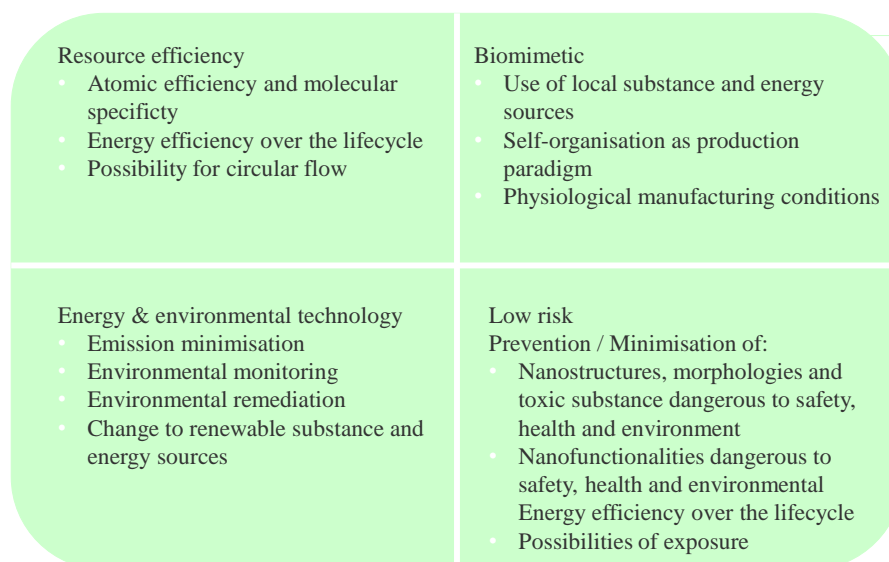 Resource efficiency
• Atomic efficiency and molecular
specificty
• Energy efficiency over the lifecycle
• Possibility for circular flow
Biomimetic
• Use of local substance and energy
sources
• Self-organisation as production
paradigm
• Physiological manufacturing conditions
Energy & environmental technology
• Emission minimisation
• Environmental monitoring
• Environmental remediation
• Change to renewable substance and
energy sources
Low risk
Prevention / Minimisation of:
• Nanostructures, morphologies and
toxic substance dangerous to safety,
health and environment
• Nanofunctionalities dangerous to
safety, health and environmental
Energy efficiency over the lifecycle
• Possibilities of exposure